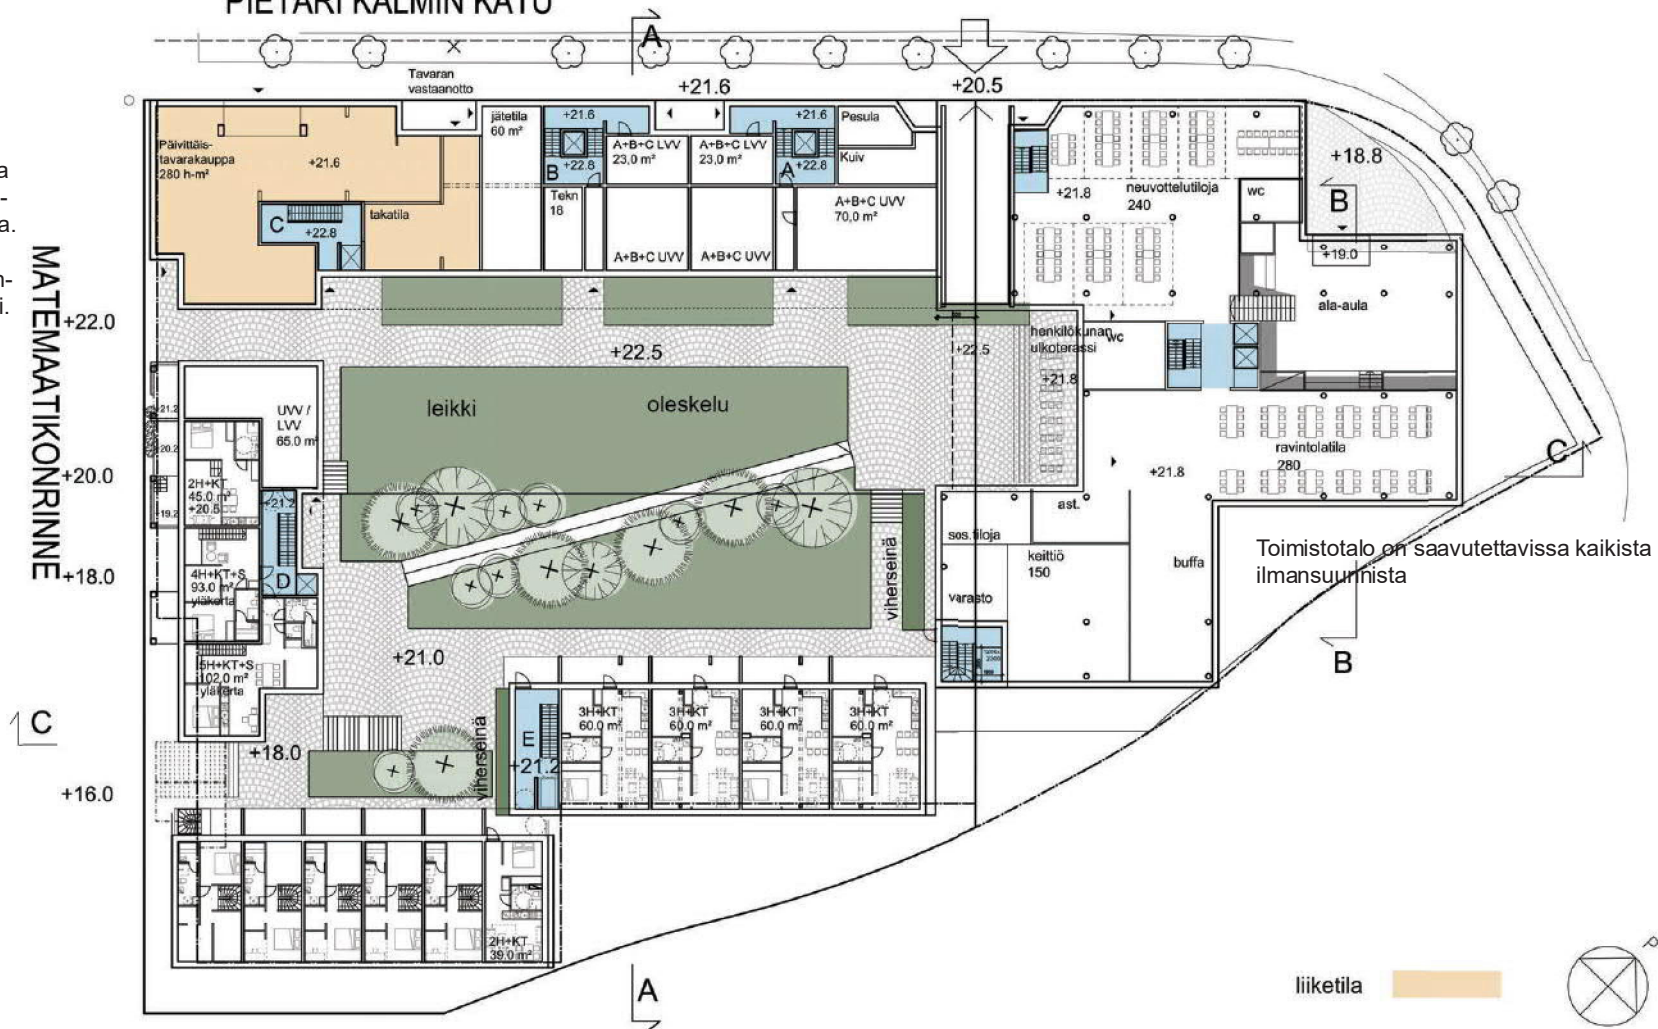 PIETARI KALMIN KATU
A
Tavaran
vastaanotto
+21.6
+20.5
jätetila
60 m²
+21.6
+22.8
B
A+B+C LVV
23,0 m²
A+B+C LVV
23,0 m²
+21.6
+22.8
A
Pesula
Kuiv
Päivittäis-
tavarakauppa
280 h-m²
+21.6
takatila
C
+22.8
Tekn
18
A+B+C UVV
A+B+C UVV
A+B+C UVV
70,0 m²
+21.8
neuvottelutiloja
240
wc
+18.8
B
+19.0
ala-aula
a
-
a.
n-
i.
MATEMAATIKONRINNE
+22.0
+22.5
+22.5
henkilökunan
ulkoterassi
wc
+21.8
leikki
oleskelu
UVV /
LVV
65.0 m²
21.2
20.2
19.2
+20.0
2H+KT
45.0 m²
+20.5
+21.2
D
+18.0
4H+KT+S
93.0 m²
yläkerta
5H+KT+S
102.0 m²
yläkerta
viherseinä
ravintolatila
280
+21.8
C
ast.
sos.tiloja
keittiö
150
buffa
varasto
Toimistotalo on saavutettavissa kaikista
ilmansuunnista
B
+21.0
C
+18.0
viherseinä
E
+21.2
3H+KT
60.0 m²
3H+KT
60.0 m²
3H+KT
60.0 m²
3H+KT
60.0 m²
+16.0
2H+KT
39.0 m²
A
liiketila
P